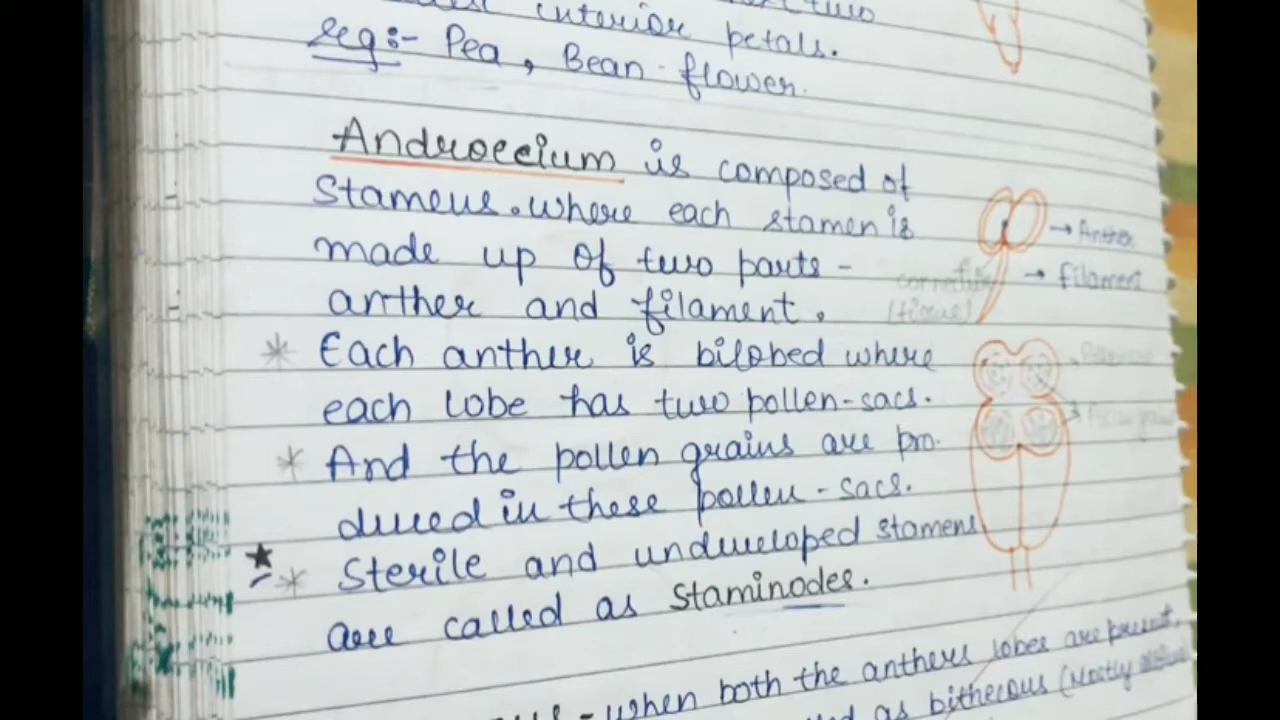 interior petals.
eg:- Pea, Bean flower.
Androecium is composed of
Stamens. where each stamen is
made up of two parts -
anther and filament.
→ Anther
→ filament
connective
(tissue)
* Each anther is bilobed where
each lobe has two pollen-sacs.
* And the pollen grains are pro-
duced in these pollen-sacs.
★ * Sterile and undeveloped stamens
are called as Staminodes.
- when both the anthers lobes are present,
as bithecous (Mostly